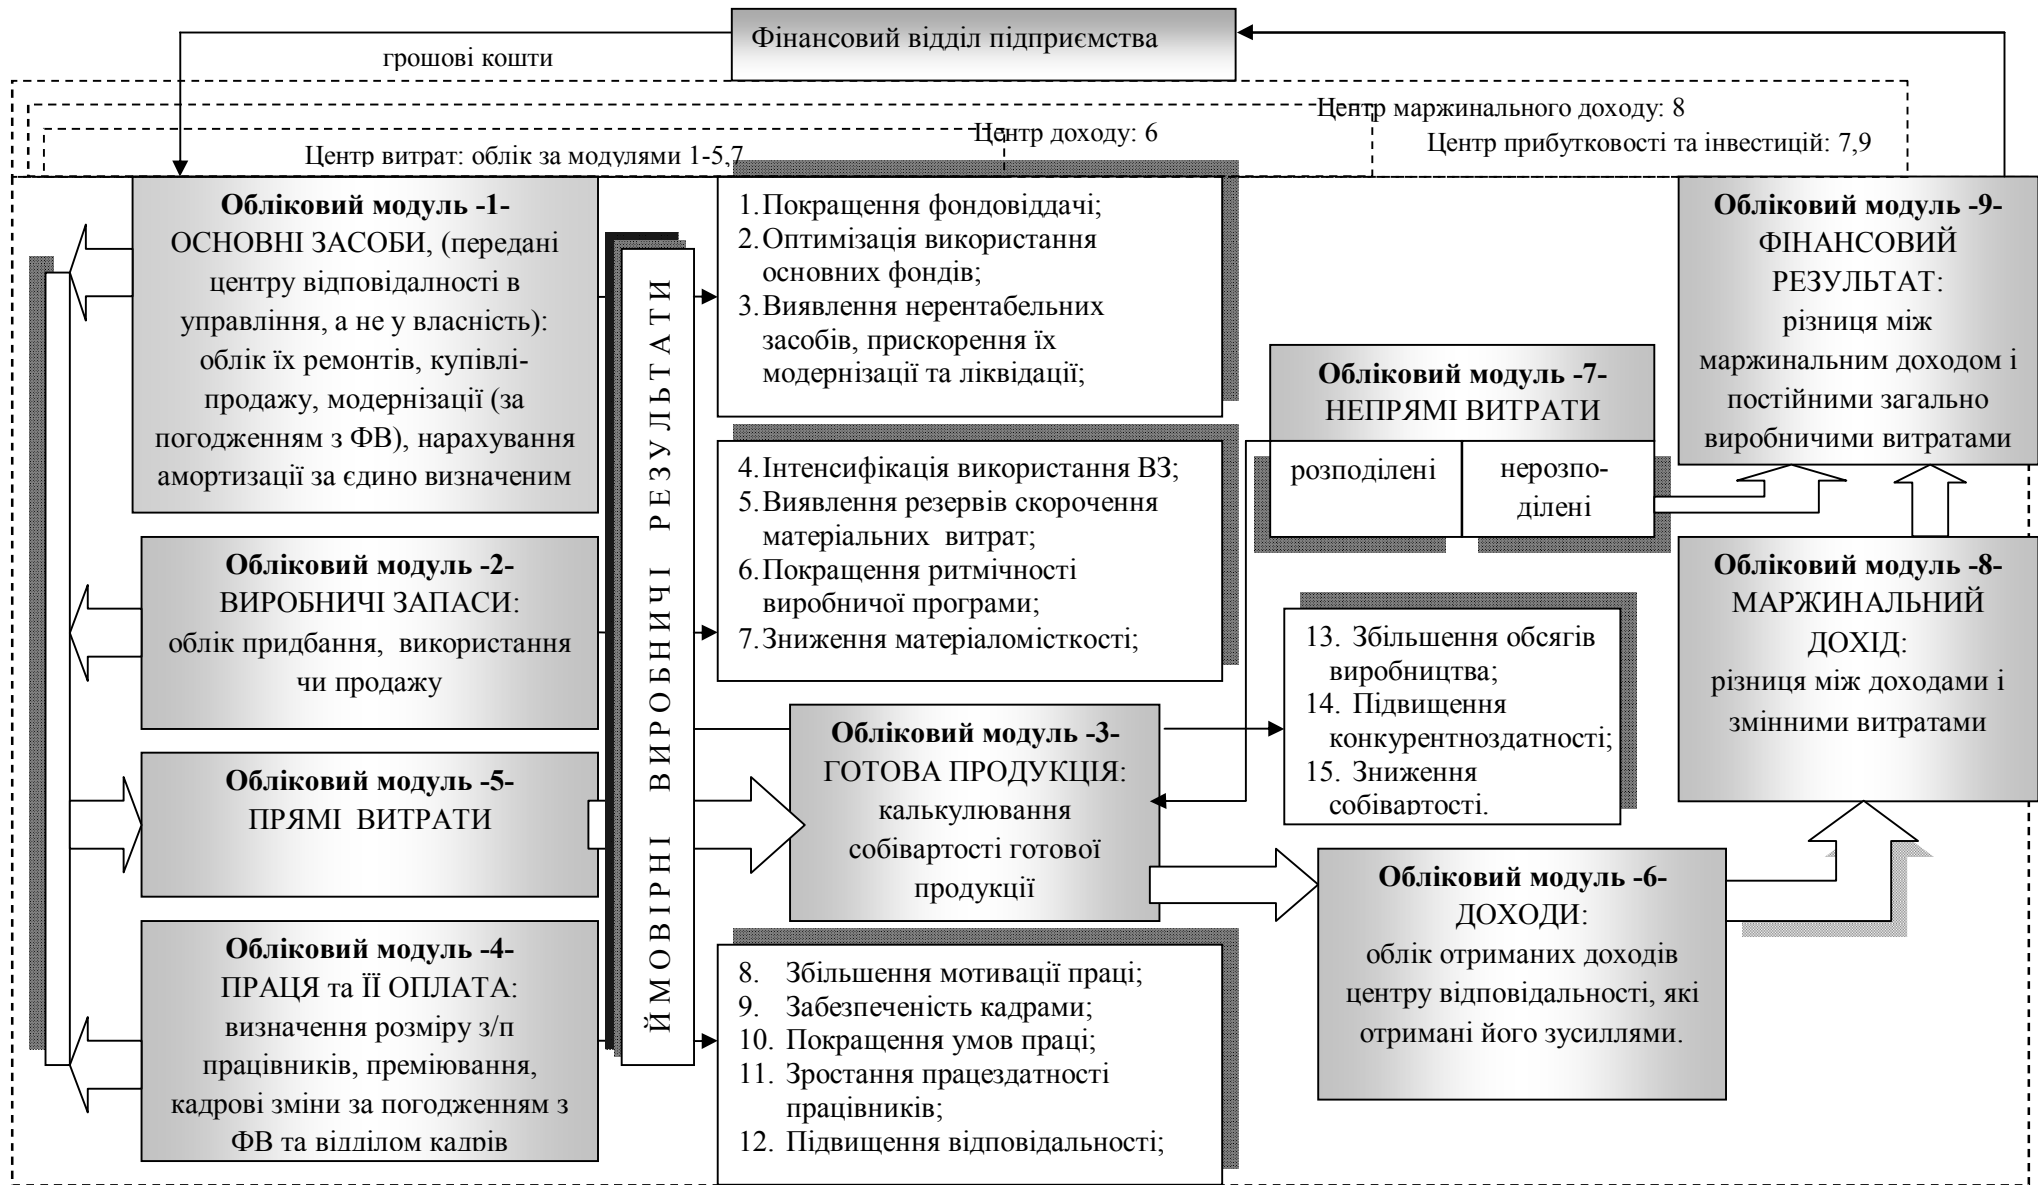 Фінансовий відділ підприємства
грошові кошти
Центр маржинального доходу: 8
Центр доходу: 6
Центр прибутковості та інвестицій: 7,9
Центр витрат: облік за модулями 1-5,7
Обліковий модуль -1-
ОСНОВНІ ЗАСОБИ, (передані
центру відповідалності в
управління, а не у власність):
облік їх ремонтів, купівлі-
продажу, модернізації (за
погодженням з ФВ), нарахування
амортизації за єдино визначеним
Обліковий модуль -2-
ВИРОБНИЧІ ЗАПАСИ:
облік придбання, використання
чи продажу
Обліковий модуль -5-
ПРЯМІ ВИТРАТИ
Обліковий модуль -4-
ПРАЦЯ та ЇЇ ОПЛАТА:
визначення розміру з/п
працівників, преміювання,
кадрові зміни за погодженням з
ФВ та відділом кадрів
ЙМОВІРНІ ВИРОБНИЧІ РЕЗУЛЬТАТИ
1. Покращення фондовіддачі;
2. Оптимізація використання
основних фондів;
3. Виявлення нерентабельних
засобів, прискорення їх
модернізації та ліквідації;
4. Інтенсифікація використання ВЗ;
5. Виявлення резервів скорочення
матеріальних витрат;
6. Покращення ритмічності
виробничої програми;
7. Зниження матеріаломісткості;
Обліковий модуль -3-
ГОТОВА ПРОДУКЦІЯ:
калькулювання
собівартості готової
продукції
8. Збільшення мотивації праці;
9. Забезпеченість кадрами;
10. Покращення умов праці;
11. Зростання працездатності
працівників;
12. Підвищення відповідальності;
Обліковий модуль -7-
НЕПРЯМІ ВИТРАТИ
розподілені
нерозпо-
ділені
13. Збільшення обсягів
виробництва;
14. Підвищення
конкурентноздатності;
15. Зниження
собівартості.
Обліковий модуль -6-
ДОХОДИ:
облік отриманих доходів
центру відповідальності, які
отримані його зусиллями.
Обліковий модуль -9-
ФІНАНСОВИЙ
РЕЗУЛЬТАТ:
різниця між
маржинальним доходом і
постійними загально
виробничими витратами
Обліковий модуль -8-
МАРЖИНАЛЬНИЙ
ДОХІД:
різниця між доходами і
змінними витратами